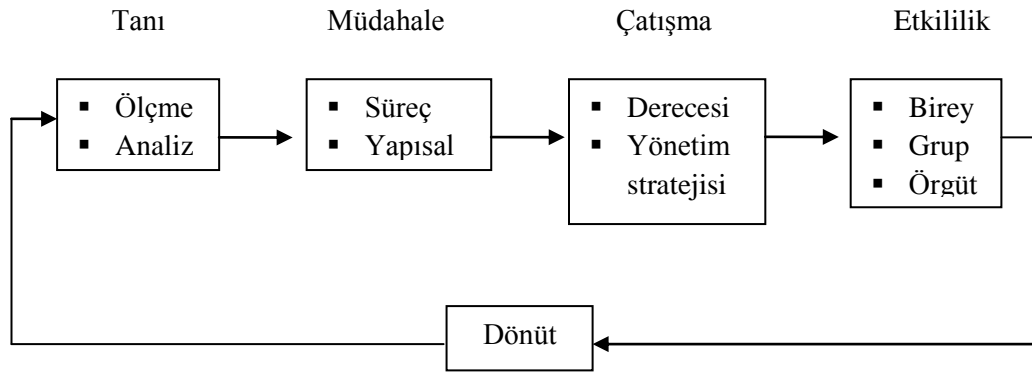 Tanı
Müdahale
Çatışma
Etkililik
▪ Ölçme
▪ Analiz
▪ Süreç
▪ Yapısal
▪ Derecesi
▪ Yönetim
stratejisi
▪ Birey
▪ Grup
▪ Örgüt
Dönüt